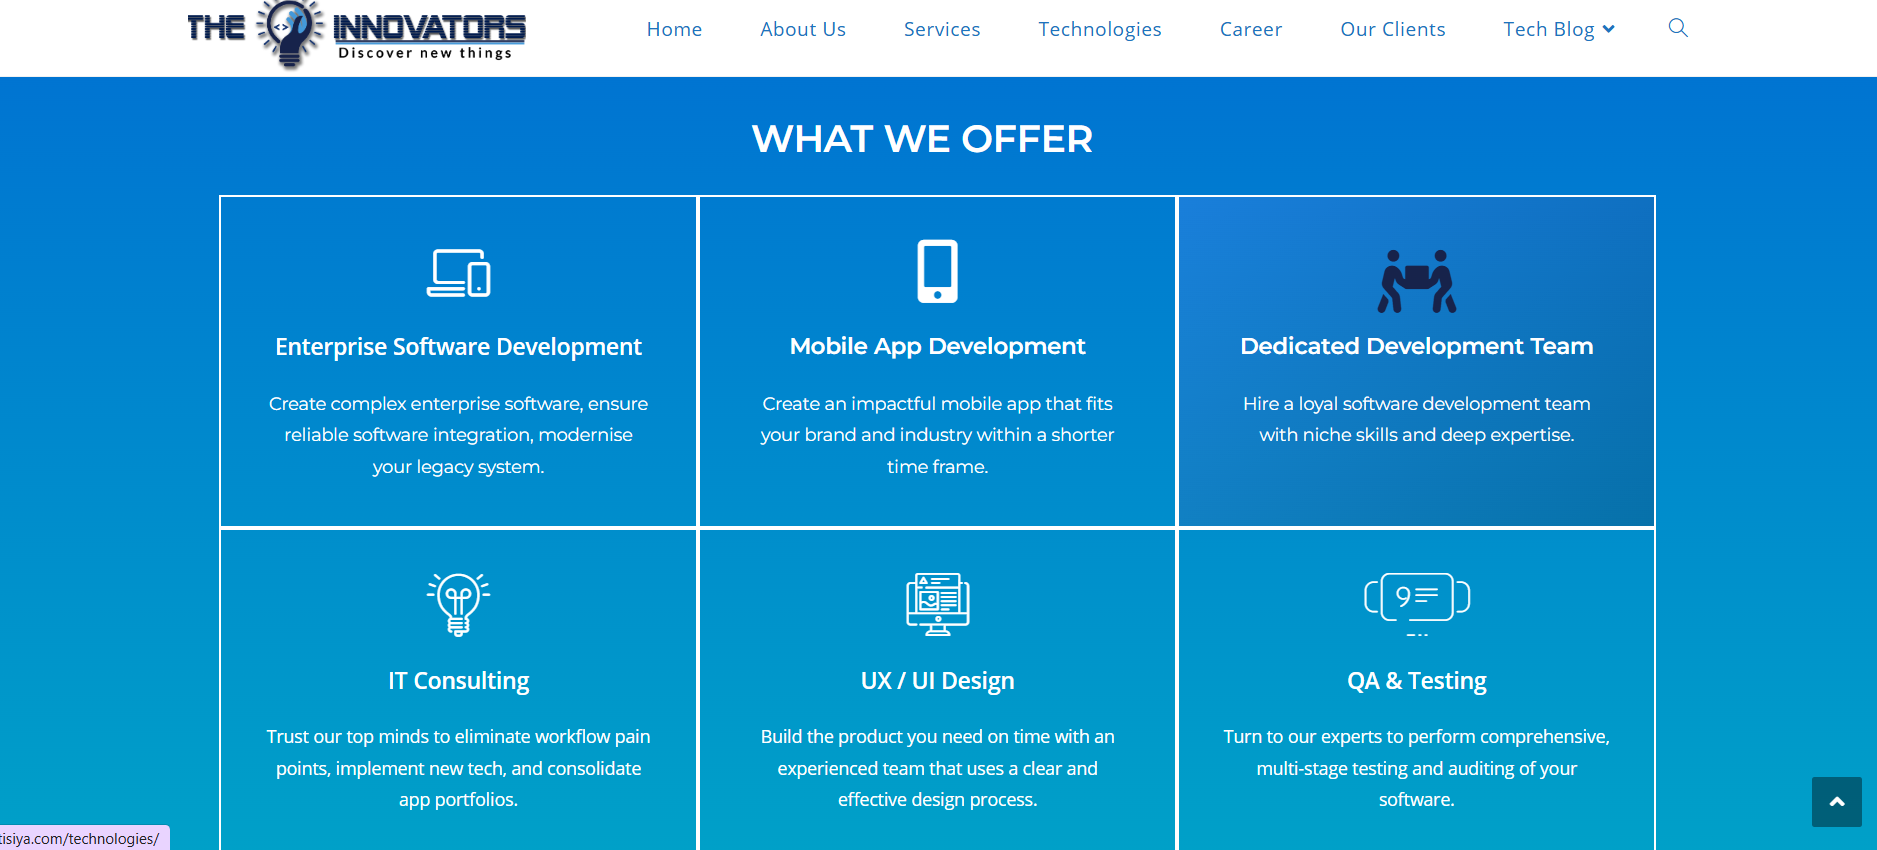 THE INNOVATORS
Discover new things
Home About Us Services Technologies Career Our Clients Tech Blog
WHAT WE OFFER
Enterprise Software Development
Create complex enterprise software, ensure
reliable software integration, modernise
your legacy system.
Mobile App Development
Create an impactful mobile app that fits
your brand and industry within a shorter
time frame.
Dedicated Development Team
Hire a loyal software development team
with niche skills and deep expertise.
IT Consulting
Trust our top minds to eliminate workflow pain
points, implement new tech, and consolidate
app portfolios.
UX / UI Design
Build the product you need on time with an
experienced team that uses a clear and
effective design process.
9
QA & Testing
Turn to our experts to perform comprehensive,
multi-stage testing and auditing of your
software.
tisiya.com/technologies/